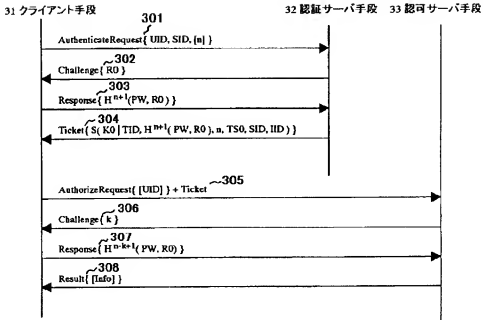 31 クライアント手段
32 認証サーバ手段
33 認可サーバ手段
301
AuthenticateRequest{ UID, SID, [n] }
302
Challenge{ R0 }
303
Response{ H^n+1(PW, R0) }
304
Ticket{ S( K0 | TID, H^n+1( PW, R0 ), n, TS0, SID, IID ) }
305
AuthorizeRequest{ [UID] } + Ticket
306
Challenge{ k }
307
Response{ H^n-k+1( PW, R0) }
308
Result{ [Info] }